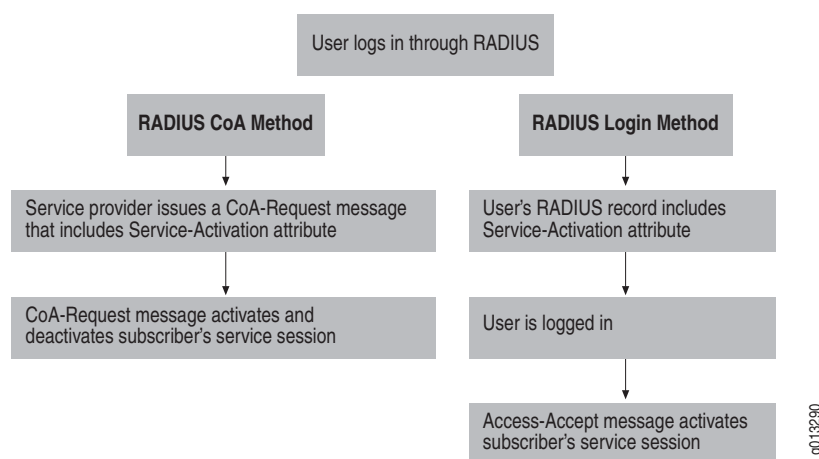 User logs in through RADIUS
RADIUS CoA Method
Service provider issues a CoA-Request message
that includes Service-Activation attribute
CoA-Request message activates and
deactivates subscriber's service session
RADIUS Login Method
User's RADIUS record includes
Service-Activation attribute
User is logged in
Access-Accept message activates
subscriber's service session
g013290